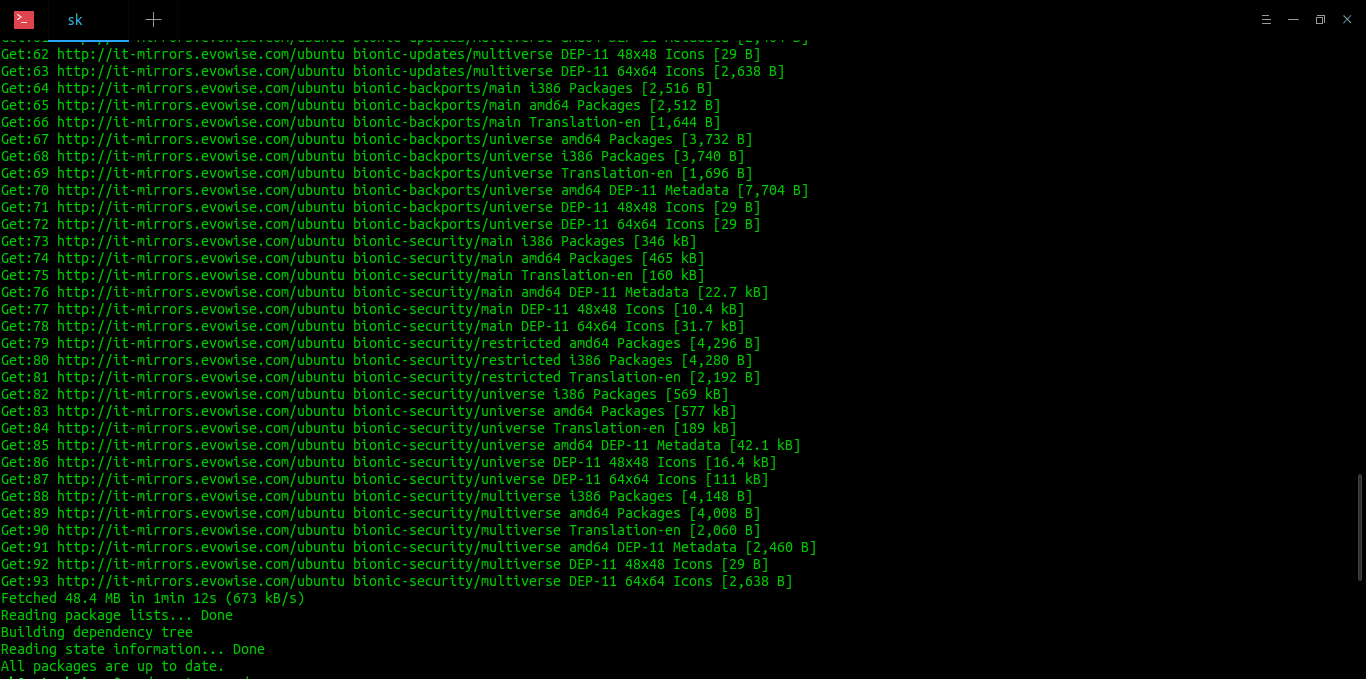 sk
Get:62 http://it-mirrors.evowise.com/ubuntu bionic-updates/multiverse DEP-11 48x48 Icons [29 B]
Get:63 http://it-mirrors.evowise.com/ubuntu bionic-updates/multiverse DEP-11 64x64 Icons [2,638 B]
Get:64 http://it-mirrors.evowise.com/ubuntu bionic-backports/main i386 Packages [2,516 B]
Get:65 http://it-mirrors.evowise.com/ubuntu bionic-backports/main amd64 Packages [2,512 B]
Get:66 http://it-mirrors.evowise.com/ubuntu bionic-backports/main Translation-en [1,644 B]
Get:67 http://it-mirrors.evowise.com/ubuntu bionic-backports/universe amd64 Packages [3,732 B]
Get:68 http://it-mirrors.evowise.com/ubuntu bionic-backports/universe i386 Packages [3,740 B]
Get:69 http://it-mirrors.evowise.com/ubuntu bionic-backports/universe Translation-en [1,696 B]
Get:70 http://it-mirrors.evowise.com/ubuntu bionic-backports/universe amd64 DEP-11 Metadata [7,704 B]
Get:71 http://it-mirrors.evowise.com/ubuntu bionic-backports/universe DEP-11 48x48 Icons [29 B]
Get:72 http://it-mirrors.evowise.com/ubuntu bionic-backports/universe DEP-11 64x64 Icons [29 B]
Get:73 http://it-mirrors.evowise.com/ubuntu bionic-security/main i386 Packages [346 kB]
Get:74 http://it-mirrors.evowise.com/ubuntu bionic-security/main amd64 Packages [465 kB]
Get:75 http://it-mirrors.evowise.com/ubuntu bionic-security/main Translation-en [160 kB]
Get:76 http://it-mirrors.evowise.com/ubuntu bionic-security/main amd64 DEP-11 Metadata [22.7 kB]
Get:77 http://it-mirrors.evowise.com/ubuntu bionic-security/main DEP-11 48x48 Icons [10.4 kB]
Get:78 http://it-mirrors.evowise.com/ubuntu bionic-security/main DEP-11 64x64 Icons [31.7 kB]
Get:79 http://it-mirrors.evowise.com/ubuntu bionic-security/restricted amd64 Packages [4,296 B]
Get:80 http://it-mirrors.evowise.com/ubuntu bionic-security/restricted i386 Packages [4,280 B]
Get:81 http://it-mirrors.evowise.com/ubuntu bionic-security/restricted Translation-en [2,192 B]
Get:82 http://it-mirrors.evowise.com/ubuntu bionic-security/universe i386 Packages [569 kB]
Get:83 http://it-mirrors.evowise.com/ubuntu bionic-security/universe amd64 Packages [577 kB]
Get:84 http://it-mirrors.evowise.com/ubuntu bionic-security/universe Translation-en [189 kB]
Get:85 http://it-mirrors.evowise.com/ubuntu bionic-security/universe amd64 DEP-11 Metadata [42.1 kB]
Get:86 http://it-mirrors.evowise.com/ubuntu bionic-security/universe DEP-11 48x48 Icons [16.4 kB]
Get:87 http://it-mirrors.evowise.com/ubuntu bionic-security/universe DEP-11 64x64 Icons [111 kB]
Get:88 http://it-mirrors.evowise.com/ubuntu bionic-security/multiverse i386 Packages [4,148 B]
Get:89 http://it-mirrors.evowise.com/ubuntu bionic-security/multiverse amd64 Packages [4,008 B]
Get:90 http://it-mirrors.evowise.com/ubuntu bionic-security/multiverse Translation-en [2,060 B]
Get:91 http://it-mirrors.evowise.com/ubuntu bionic-security/multiverse amd64 DEP-11 Metadata [2,460 B]
Get:92 http://it-mirrors.evowise.com/ubuntu bionic-security/multiverse DEP-11 48x48 Icons [29 B]
Get:93 http://it-mirrors.evowise.com/ubuntu bionic-security/multiverse DEP-11 64x64 Icons [2,638 B]
Fetched 48.4 MB in 1min 12s (673 kB/s)
Reading package lists... Done
Building dependency tree
Reading state information... Done
All packages are up to date.